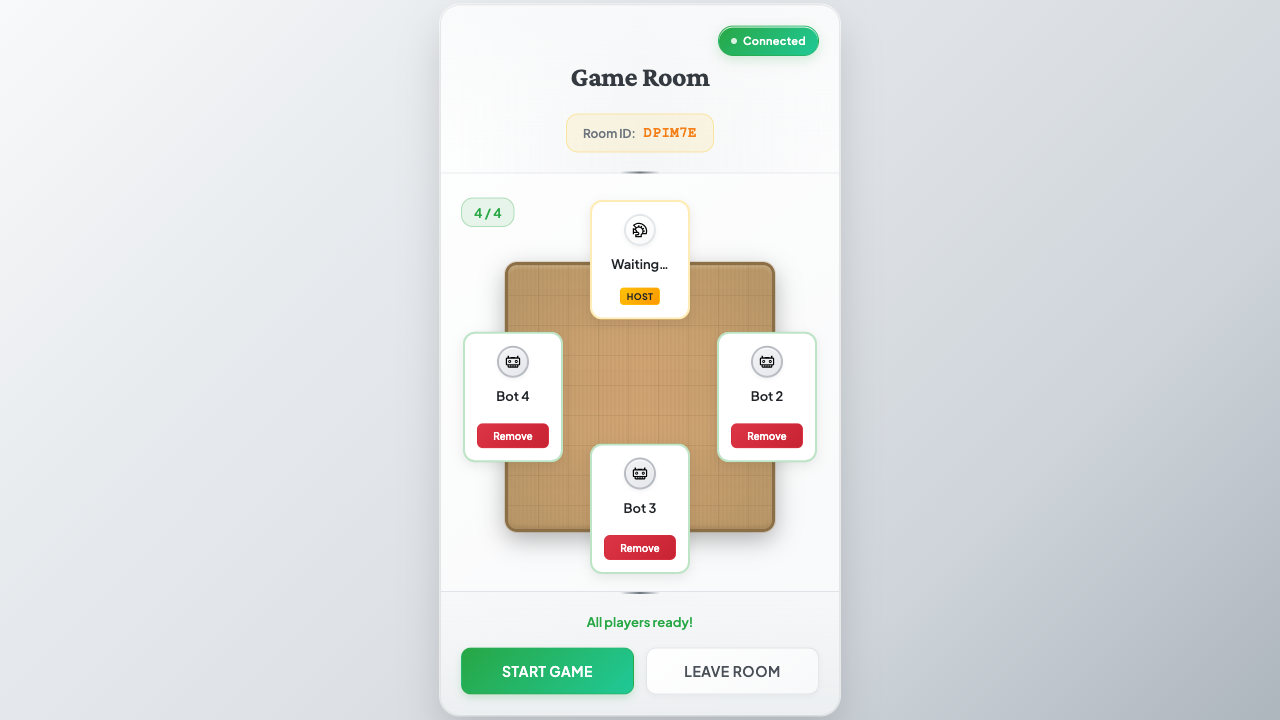 Connected
Game Room
Room ID: DPIM7E
4 / 4
Waiting...
HOST
Bot 4
Remove
Bot 2
Remove
Bot 3
Remove
All players ready!
START GAME
LEAVE ROOM